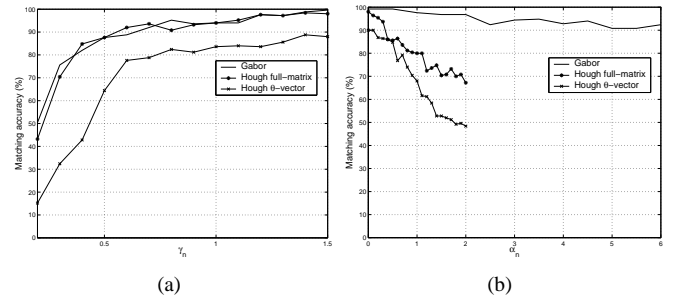 100
90
80
70
60
50
40
30
20
10
0
Matching accuracy (%)
Gabor
Hough full-matrix
Hough θ-vector
0.5
1
1.5
γn
(a)
100
90
80
70
60
50
40
30
20
10
0
Matching accuracy (%)
Gabor
Hough full-matrix
Hough θ-vector
0
1
2
3
4
5
6
αn
(b)